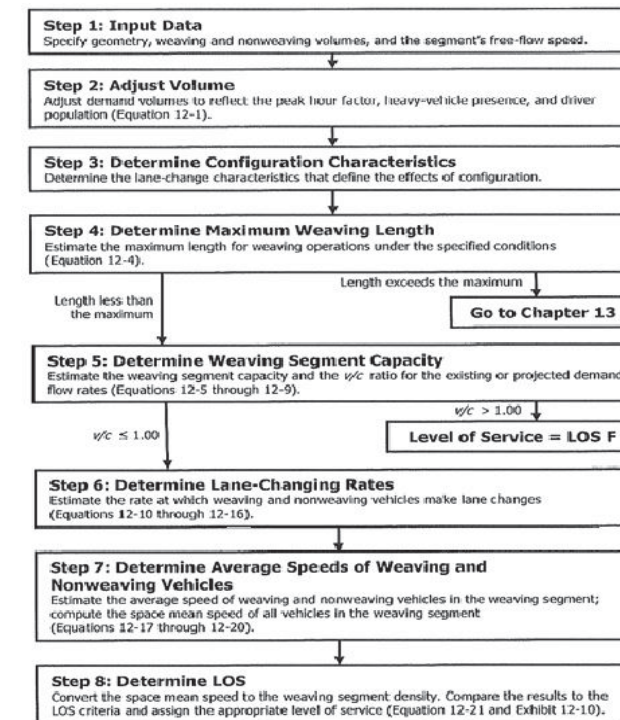 Step 1: Input Data
Specify geometry, weaving and nonweaving volumes, and the segment's free-flow speed.
Step 2: Adjust Volume
Adjust demand volumes to reflect the peak hour factor, heavy-vehicle presence, and driver
population (Equation 12-1).
Step 3: Determine Configuration Characteristics
Determine the lane-change characteristics that define the effects of configuration.
Step 4: Determine Maximum Weaving Length
Estimate the maximum length for weaving operations under the specified conditions
(Equation 12-4).
Length exceeds the maximum
Length less than
the maximum
Go to Chapter 13
Step 5: Determine Weaving Segment Capacity
Estimate the weaving segment capacity and the v/c ratio for the existing or projected demand
flow rates (Equations 12-5 through 12-9).
v/c > 1.00
v/c ≤ 1.00
Level of Service = LOS F
Step 6: Determine Lane-Changing Rates
Estimate the rate at which weaving and nonweaving vehicles make lane changes
(Equations 12-10 through 12-16).
Step 7: Determine Average Speeds of Weaving and
Nonweaving Vehicles
Estimate the average speed of weaving and nonweaving vehicles in the weaving segment;
compute the space mean speed of all vehicles in the weaving segment
(Equations 12-17 through 12-20).
Step 8: Determine LOS
Convert the space mean speed to the weaving segment density. Compare the results to the
LOS criteria and assign the appropriate level of service (Equation 12-21 and Exhibit 12-10).